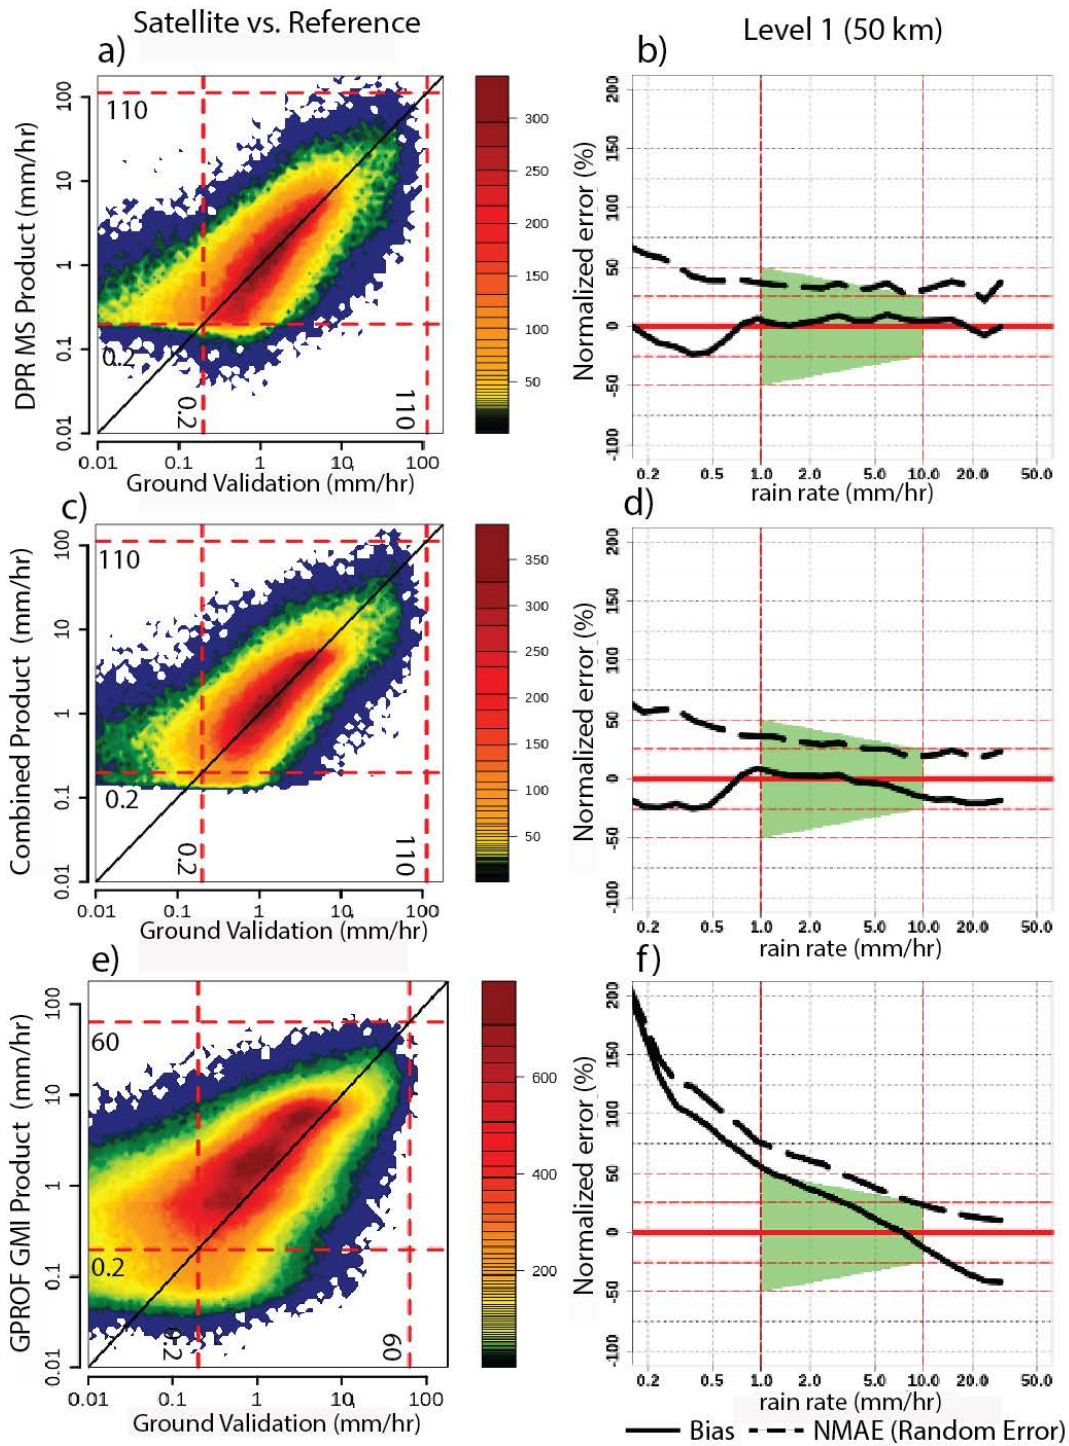 Satellite vs. Reference
Level 1 (50 km)
a)
DPR MS Product (mm/hr)
100
10
1
0.1
0.01
110
0.2
0.2
110
0.01 0.1 1 10 100
Ground Validation (mm/hr)
300
250
200
150
100
50
b)
Normalized error (%)
200
150
100
50
0
-50
-100
0.2 0.5 1.0 2.0 5.0 10.0 20.0 50.0
rain rate (mm/hr)
c)
Combined Product (mm/hr)
100
10
1
0.1
0.01
110
0.2
0.2
110
0.01 0.1 1 10 100
Ground Validation (mm/hr)
350
300
250
200
150
100
50
d)
Normalized error (%)
200
150
100
50
0
-50
-100
0.2 0.5 1.0 2.0 5.0 10.0 20.0 50.0
rain rate (mm/hr)
e)
GPROF GMI Product (mm/hr)
100
10
1
0.1
0.01
60
0.2
0.2
60
0.01 0.1 1 10 100
Ground Validation (mm/hr)
600
400
200
f)
Normalized error (%)
200
150
100
50
0
-50
-100
0.2 0.5 1.0 2.0 5.0 10.0 20.0 50.0
rain rate (mm/hr)
Bias NMAE (Random Error)